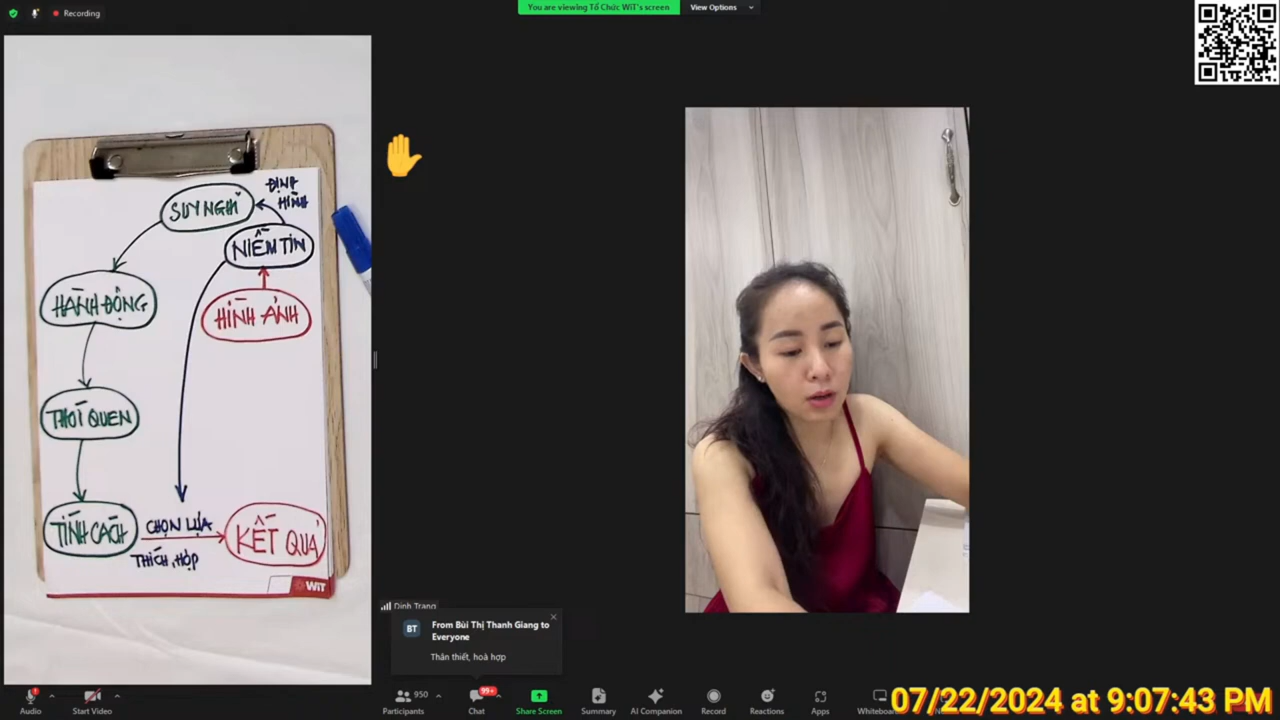 Recording
You are viewing Tổ Chức WiT's screen
View Options
ĐỊNH
HÌNH
SUY NGHĨ
NIỀM TIN
HÌNH ẢNH
HÀNH ĐỘNG
THÓI QUEN
TÍNH CÁCH
CHỌN LỰA
THÍCH HỢP
KẾT QUẢ
WiT
Dinh Trang
BT
From Bùi Thị Thanh Giang to
Everyone
Thân thiết, hoà hợp
Audio
Start Video
950
Participants
99+
Chat
Share Screen
Summary
AI Companion
Record
Reactions
Apps
07/22/2024 at 9:07:43 PM